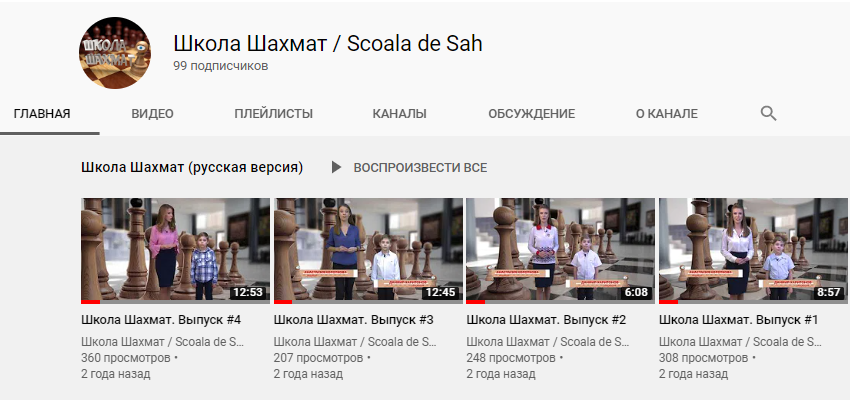 ШКОЛА
ШАХМАТ
Школа Шахмат / Scoala de Sah
99 подписчиков
ГЛАВНАЯ ВИДЕО ПЛЕЙЛИСТЫ КАНАЛЫ ОБСУЖДЕНИЕ О КАНАЛЕ
Школа Шахмат (русская версия) ВОСПРОИЗВЕСТИ ВСЕ
12:53 12:45 6:08 8:57
Школа Шахмат. Выпуск #4 Школа Шахмат. Выпуск #3 Школа Шахмат. Выпуск #2 Школа Шахмат. Выпуск #1
Школа Шахмат / Scoala de S... Школа Шахмат / Scoala de S... Школа Шахмат / Scoala de S... Школа Шахмат / Scoala de S...
360 просмотров • 207 просмотров • 248 просмотров • 308 просмотров •
2 года назад 2 года назад 2 года назад 2 года назад